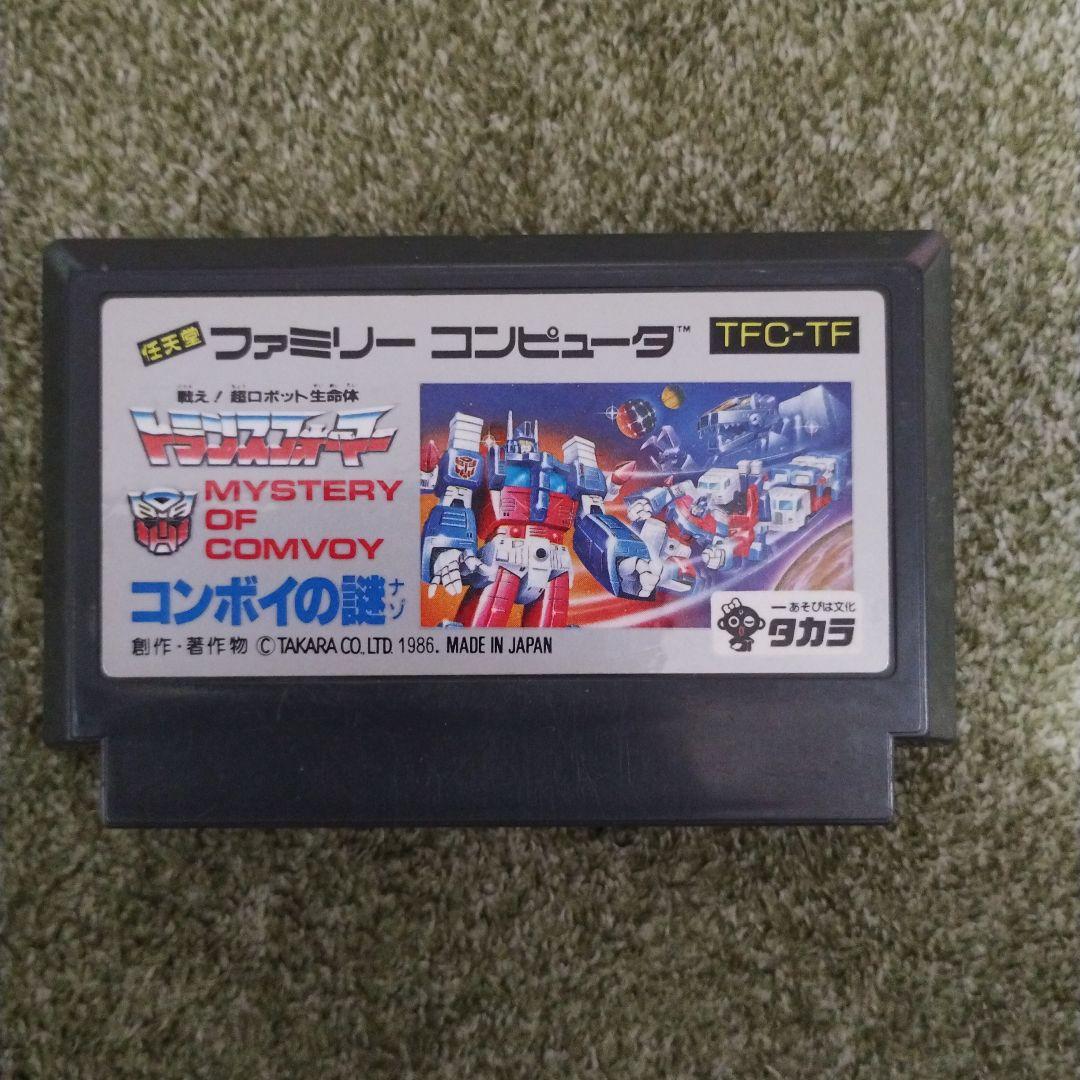 任天堂 ファミリー コンピュータ™ TFC-TF
戦え!超ロボット生命体
トランスフォーマー
MYSTERY
OF
COMVOY
コンボイの謎
ナゾ
創作・著作物 ©TAKARA CO.,LTD. 1986. MADE IN JAPAN
あそびは文化
タカラ